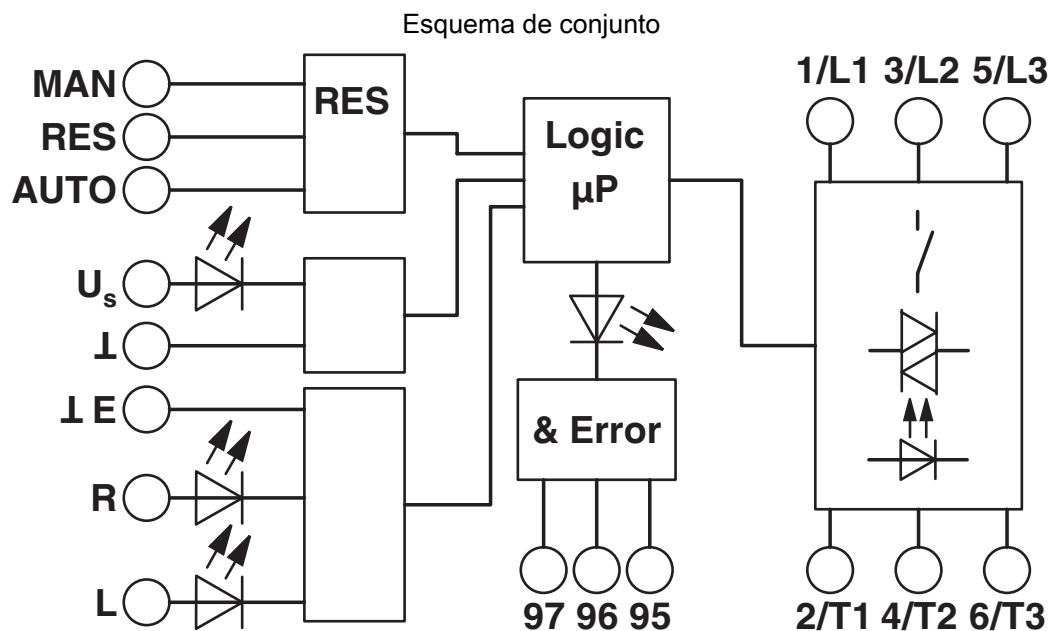 Esquema de conjunto
MAN
RES
AUTO
RES
Logic
µP
1/L1 3/L2 5/L3
Us
⊥
⊥ E
R
L
& Error
97 96 95
2/T1 4/T2 6/T3